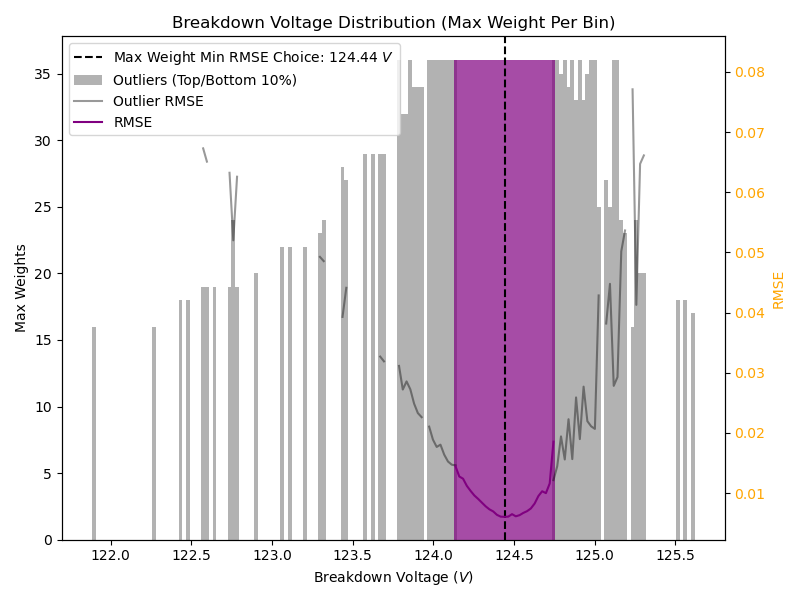 Breakdown Voltage Distribution (Max Weight Per Bin)
Max Weight Min RMSE Choice: 124.44 V
Outliers (Top/Bottom 10%)
Outlier RMSE
RMSE
35
30
25
20
15
10
5
0
Max Weights
0.08
0.07
0.06
0.05
0.04
0.03
0.02
0.01
RMSE
122.0 122.5 123.0 123.5 124.0 124.5 125.0 125.5
Breakdown Voltage (V)